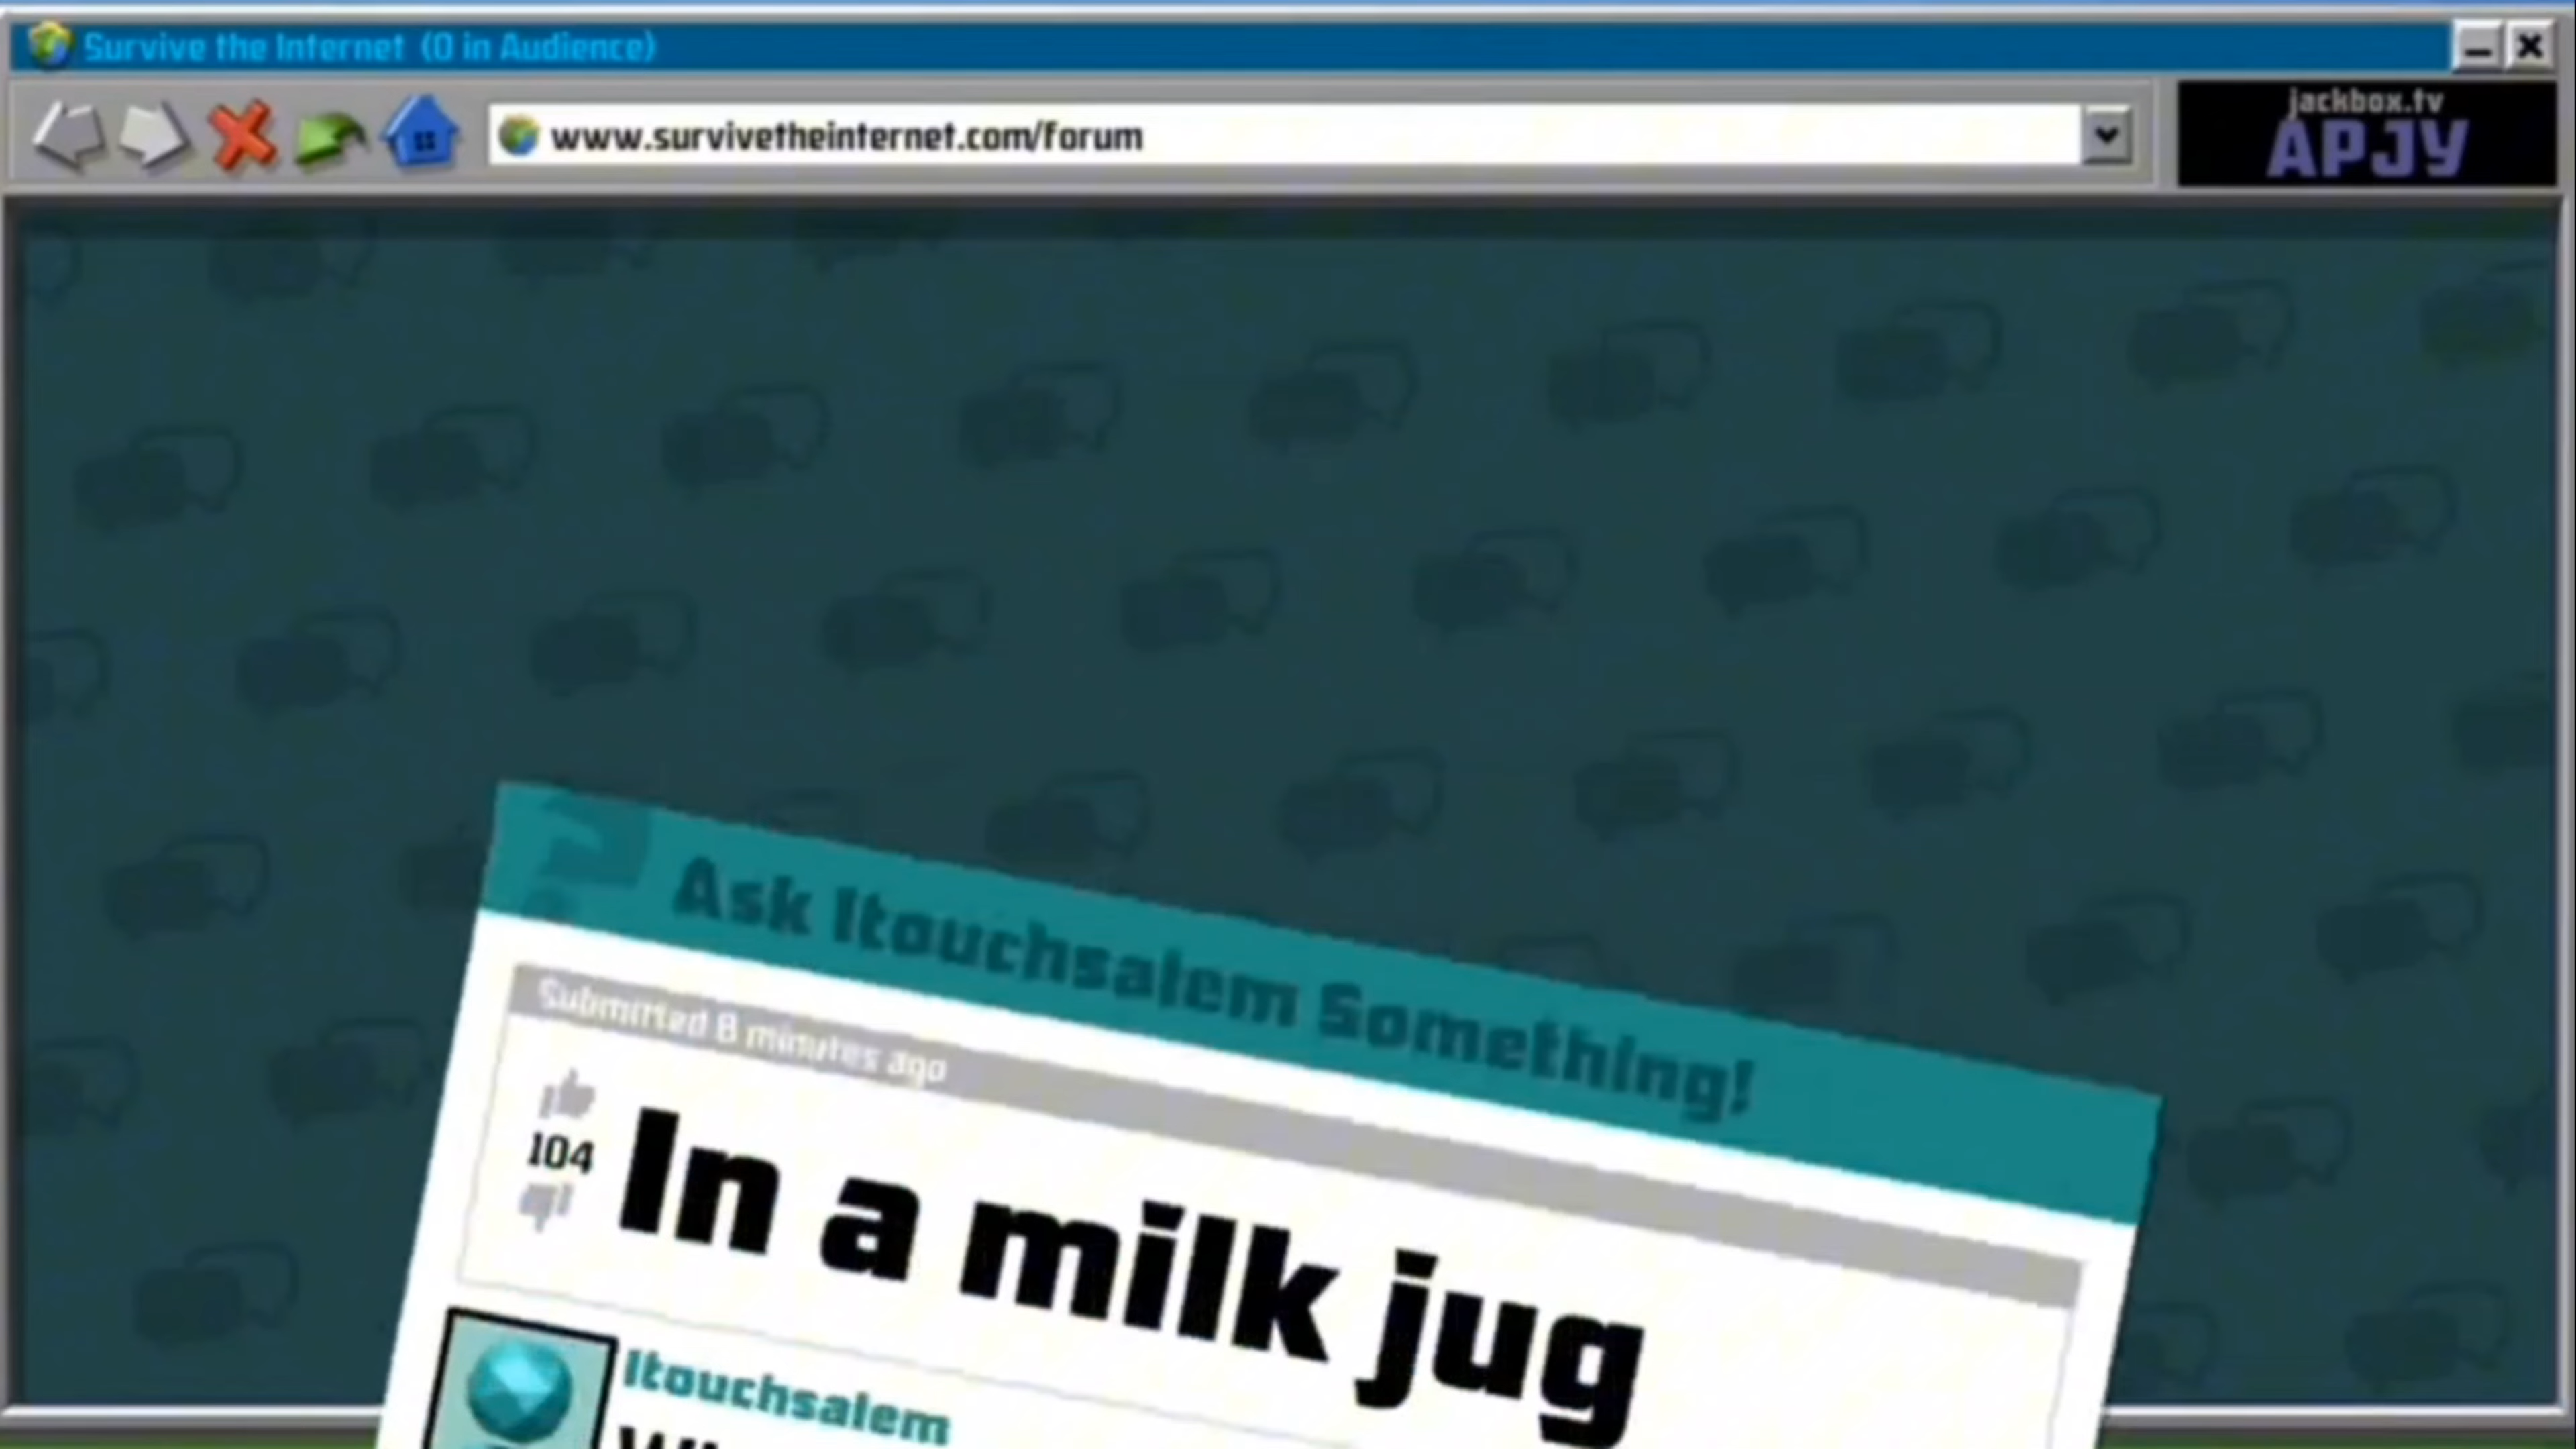 Survive the Internet (0 in Audience)
www.survivetheinternet.com/forum
jackbox.tv
APJY
Ask Itouchsalem Something!
Submitted 8 minutes ago
104
In a milk jug
Itouchsalem